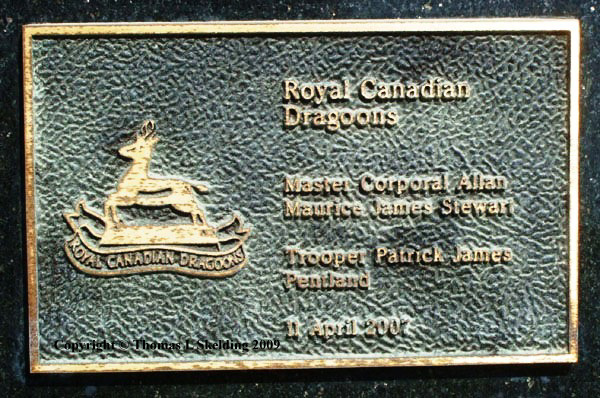 Royal Canadian
Dragoons
Master Corporal Allan
Maurice James Stewart
Trooper Patrick James
Pentland
11 April 2007
ROYAL CANADIAN DRAGOONS
Copyright © Thomas L Skelding 2009